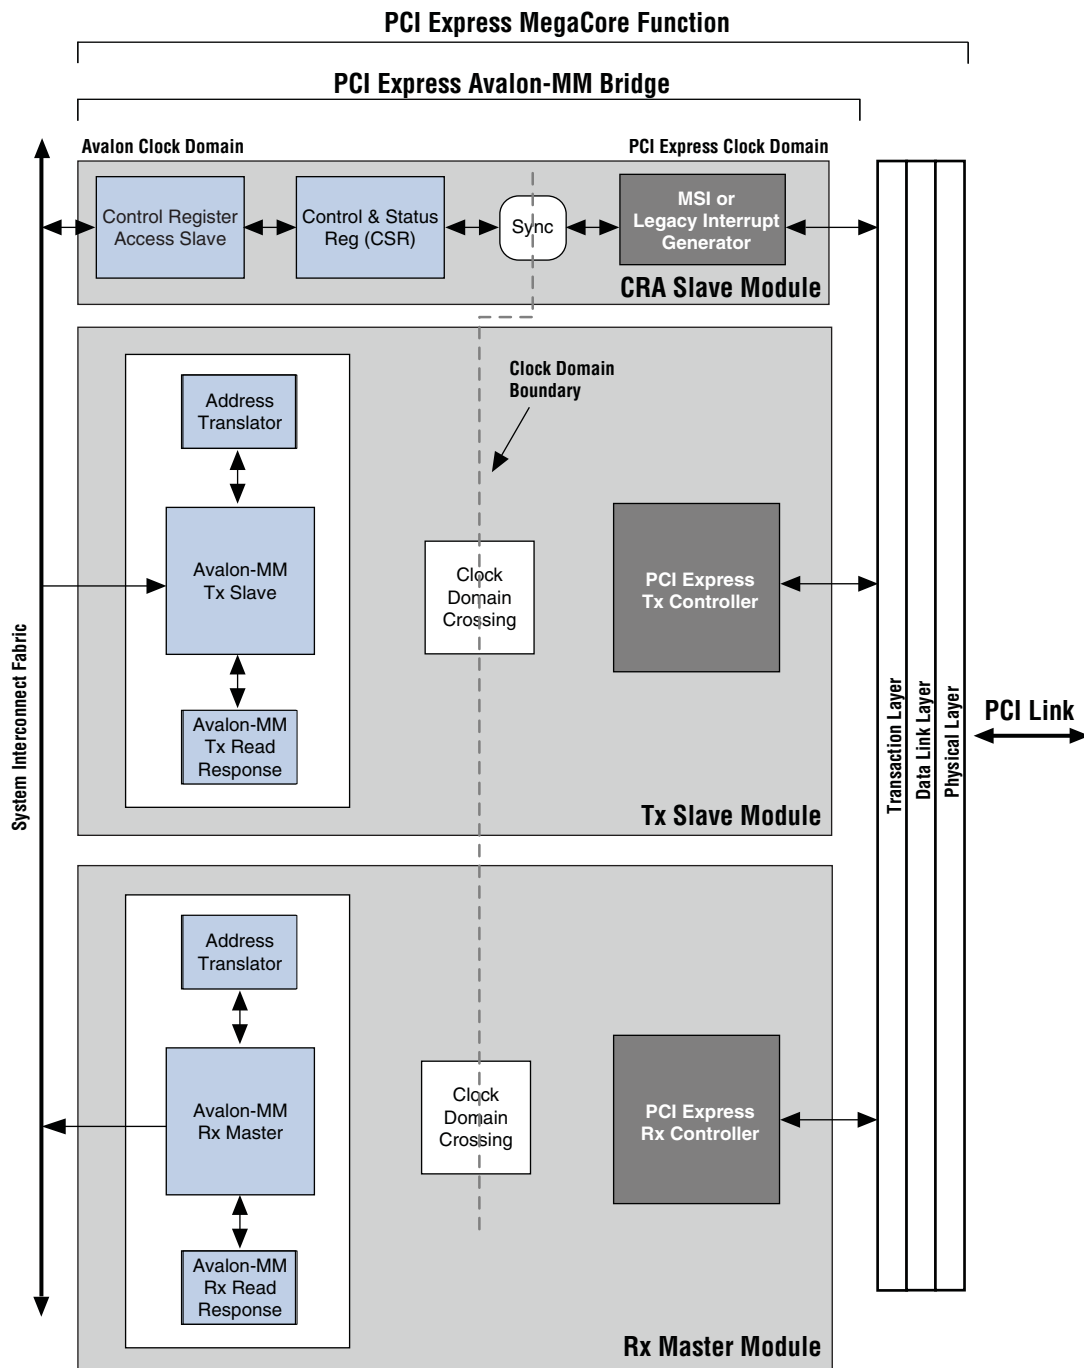 PCI Express MegaCore Function
PCI Express Avalon-MM Bridge
Avalon Clock Domain
PCI Express Clock Domain
Control Register
Access Slave
Control & Status
Reg (CSR)
Sync
MSI or
Legacy Interrupt
Generator
CRA Slave Module
Clock Domain
Boundary
Address
Translator
Avalon-MM
Tx Slave
Avalon-MM
Tx Read
Response
Clock
Domain
Crossing
PCI Express
Tx Controller
Tx Slave Module
System Interconnect Fabric
Transaction Layer
Data Link Layer
Physical Layer
PCI Link
Address
Translator
Avalon-MM
Rx Master
Avalon-MM
Rx Read
Response
Clock
Domain
Crossing
PCI Express
Rx Controller
Rx Master Module